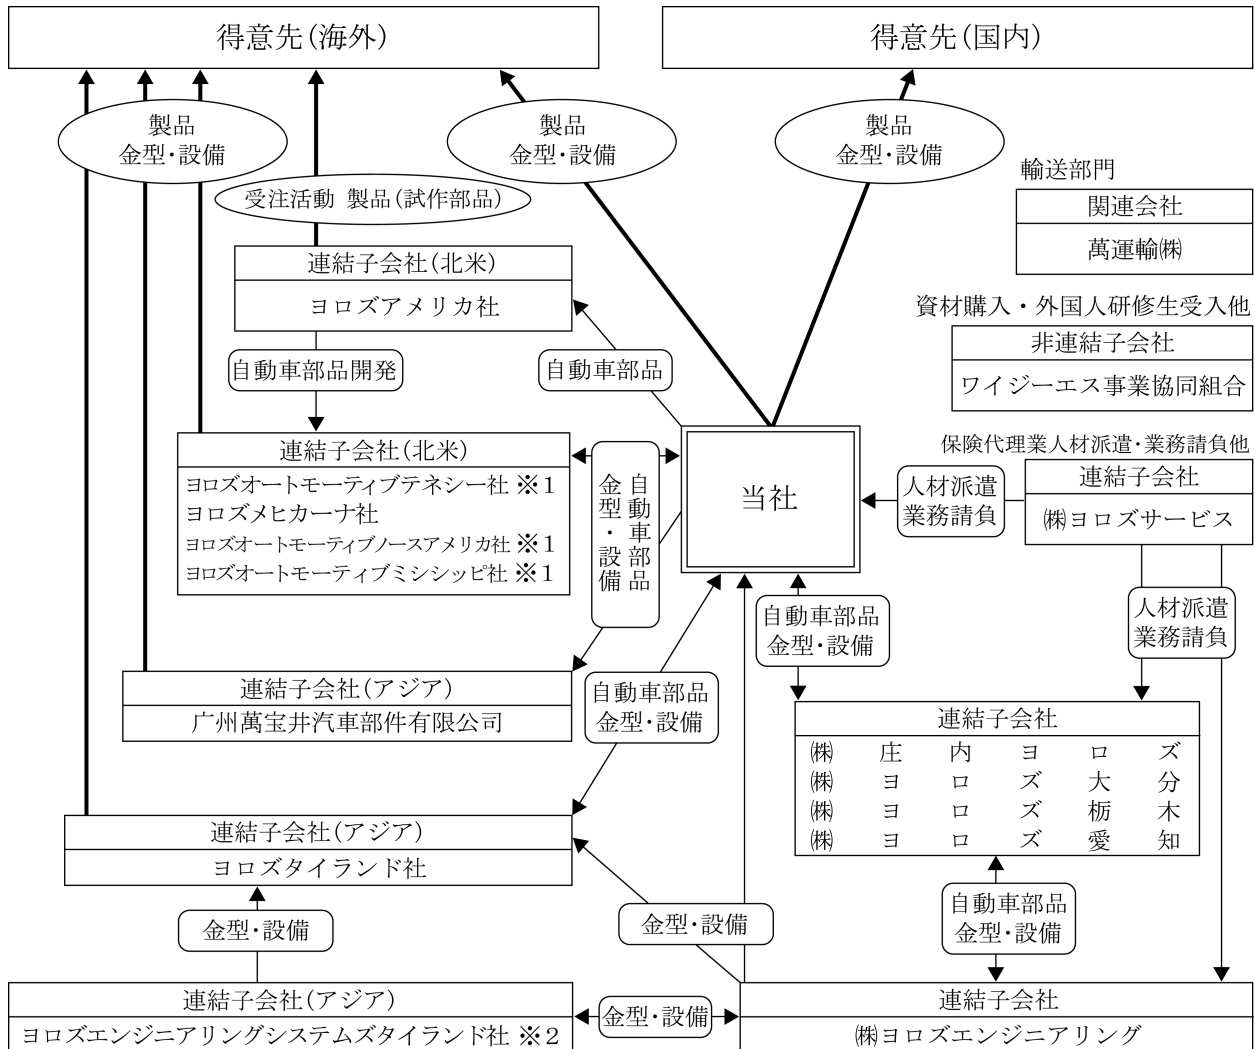 得意先(海外)
得意先(国内)
製品
金型・設備
製品
金型・設備
製品
金型・設備
受注活動 製品(試作部品)
輸送部門
関連会社
萬運輸㈱
連結子会社(北米)
ヨロズアメリカ社
資材購入・外国人研修生受入他
非連結子会社
ワイジーエス事業協同組合
自動車部品開発
自動車部品
連結子会社(北米)
ヨロズオートモーティブテネシー社 ※1
ヨロズメヒカーナ社
ヨロズオートモーティブノースアメリカ社 ※1
ヨロズオートモーティブミシシッピ社 ※1
自動車部品
金型・設備
当社
保険代理業人材派遣・業務請負他
連結子会社
㈱ヨロズサービス
人材派遣
業務請負
人材派遣
業務請負
自動車部品
金型・設備
連結子会社(アジア)
广州萬宝井汽車部件有限公司
自動車部品
金型・設備
連結子会社
㈱庄内ヨロズ
㈱ヨロズ大分
㈱ヨロズ栃木
㈱ヨロズ愛知
連結子会社(アジア)
ヨロズタイランド社
金型・設備
金型・設備
自動車部品
金型・設備
連結子会社(アジア)
ヨロズエンジニアリングシステムズタイランド社 ※2
金型・設備
連結子会社
㈱ヨロズエンジニアリング